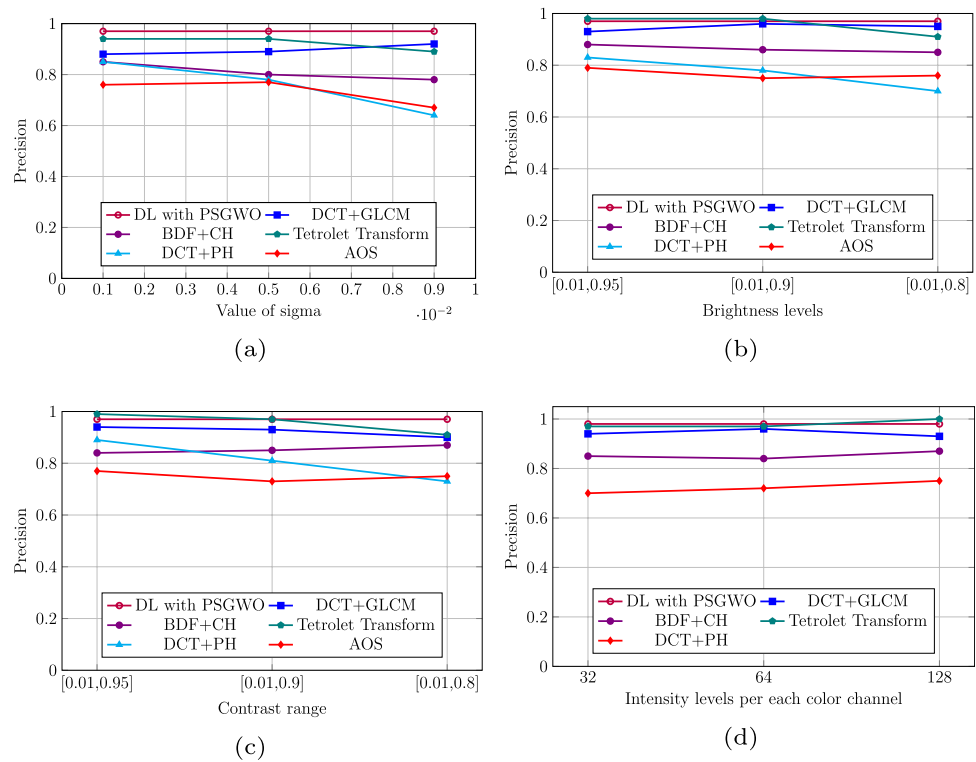 1
0.8
0.6
0.4
0.2
0
Precision
DL with PSGWO DCT+GLCM
BDF+CH Tetrolet Transform
DCT+PH AOS
0 0.1 0.2 0.3 0.4 0.5 0.6 0.7 0.8 0.9 1
Value of sigma
·10−2
(a)
1
0.8
0.6
0.4
0.2
0
Precision
DL with PSGWO DCT+GLCM
BDF+CH Tetrolet Transform
DCT+PH AOS
[0.01,0.95] [0.01,0.9] [0.01,0.8]
Brightness levels
(b)
1
0.8
0.6
0.4
0.2
0
Precision
DL with PSGWO DCT+GLCM
BDF+CH Tetrolet Transform
DCT+PH AOS
[0.01,0.95] [0.01,0.9] [0.01,0.8]
Contrast range
(c)
1
0.8
0.6
0.4
0.2
0
Precision
DL with PSGWO DCT+GLCM
BDF+CH Tetrolet Transform
DCT+PH
32 64 128
Intensity levels per each color channel
(d)